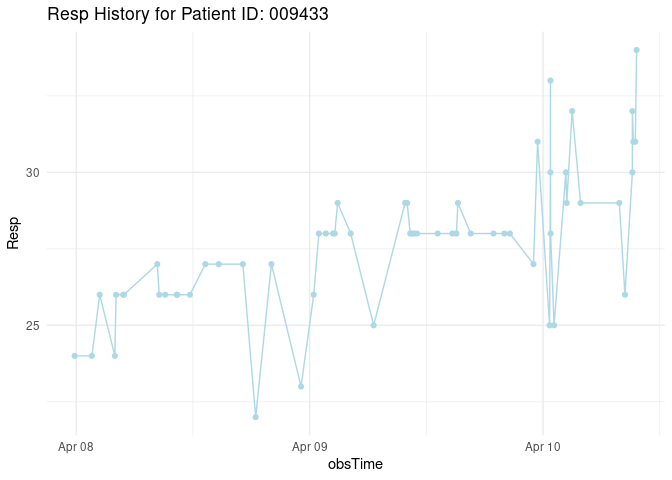 Resp History for Patient ID: 009433
Resp
30
25
Apr 08
Apr 09
Apr 10
obsTime